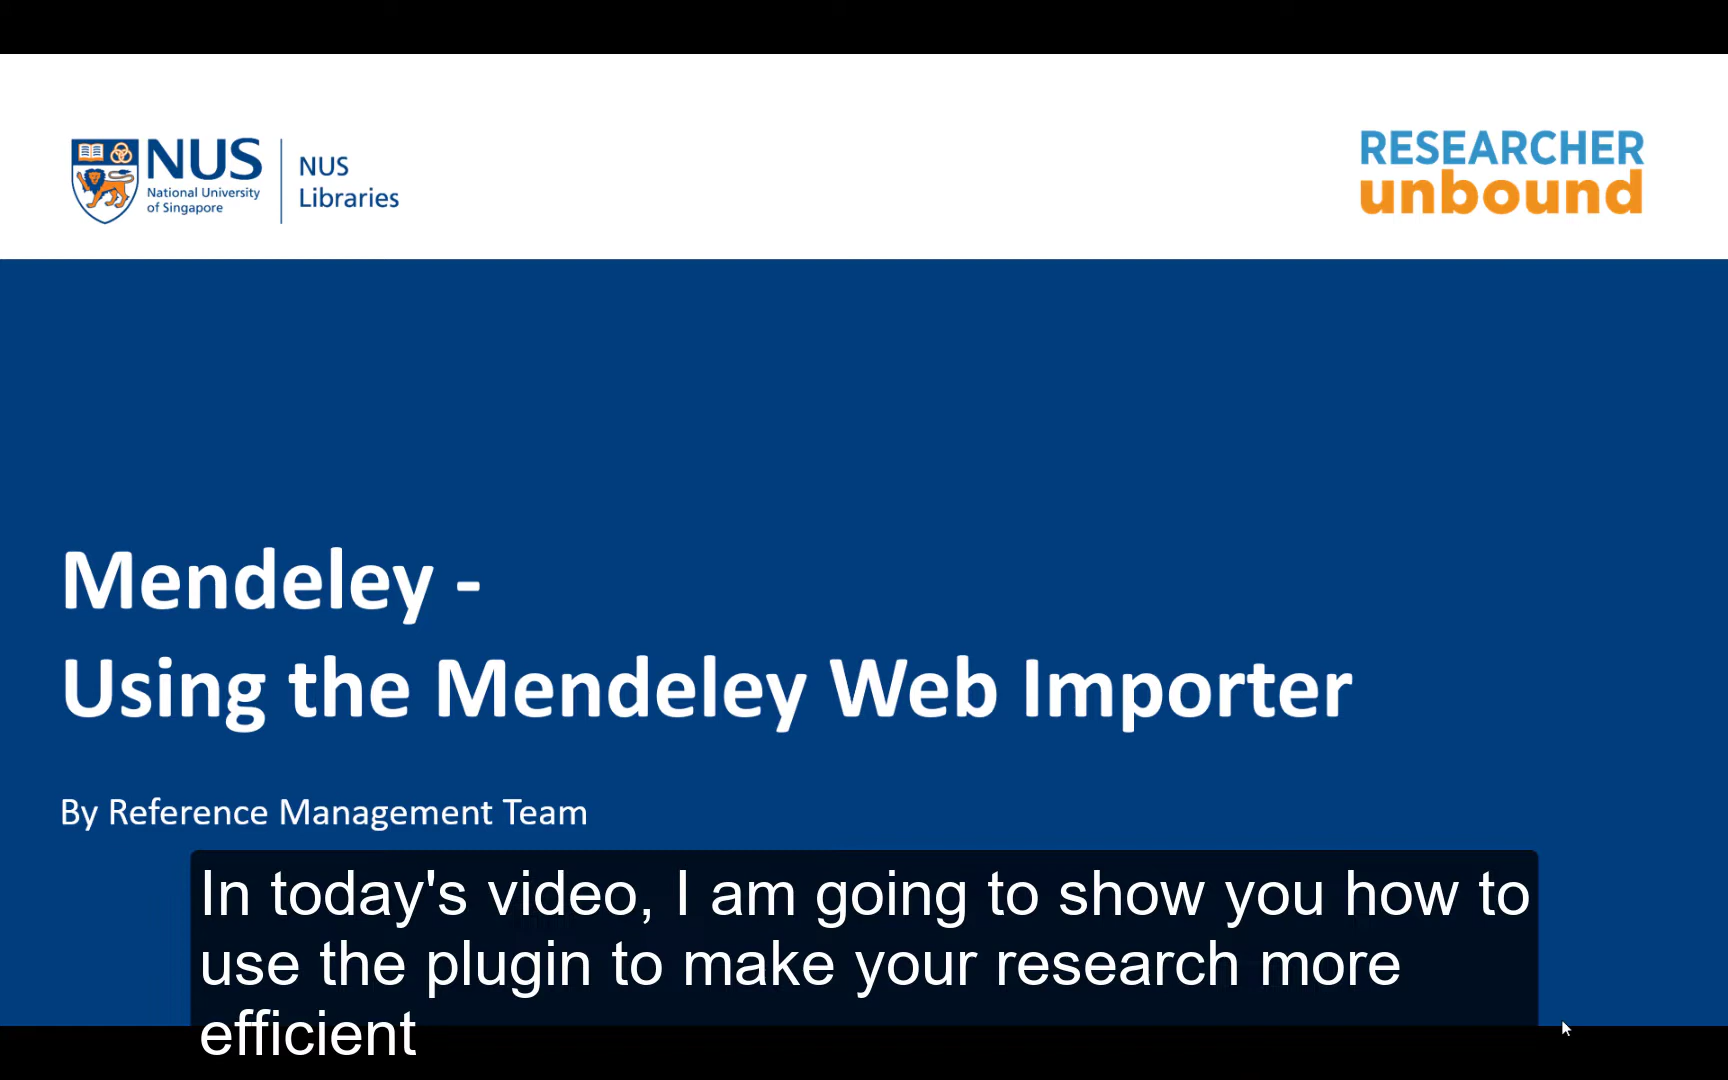 NUS
National University
of Singapore
NUS
Libraries
RESEARCHER
unbound
Mendeley -
Using the Mendeley Web Importer
By Reference Management Team
In today's video, I am going to show you how to
use the plugin to make your research more
efficient